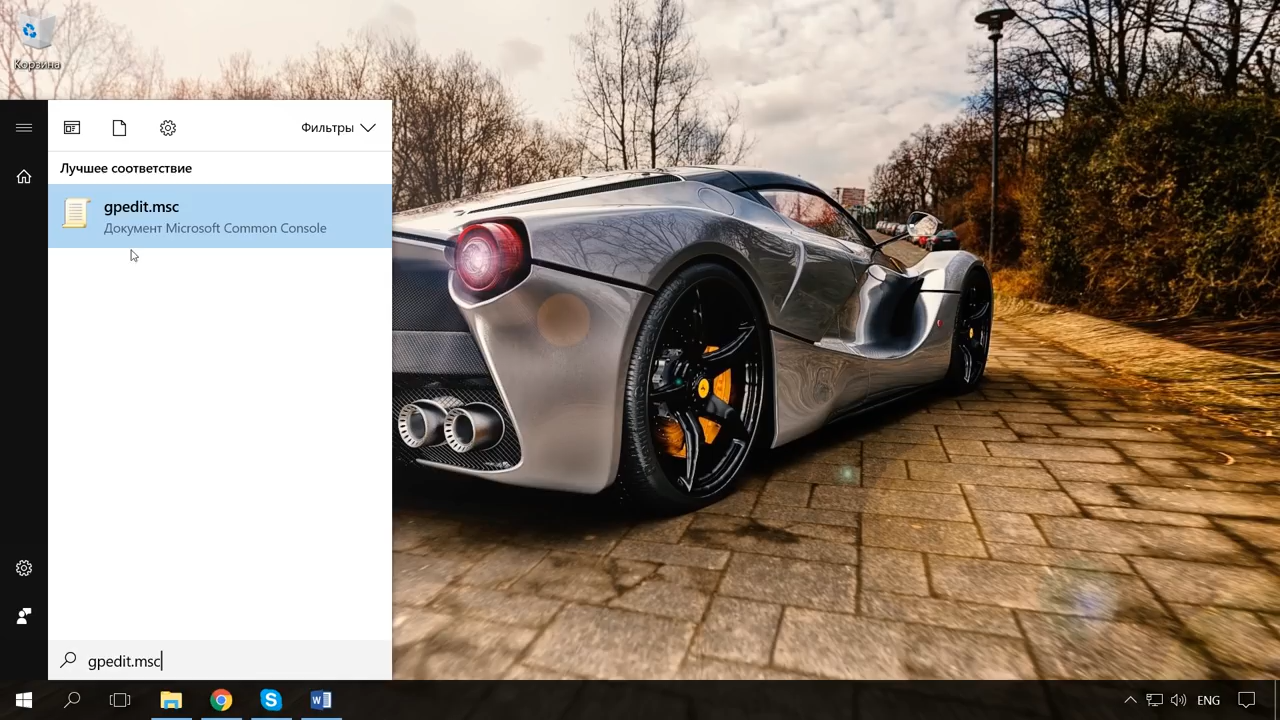 Корзина
Фильтры
Лучшее соответствие
gpedit.msc
Документ Microsoft Common Console
gpedit.msc
ENG